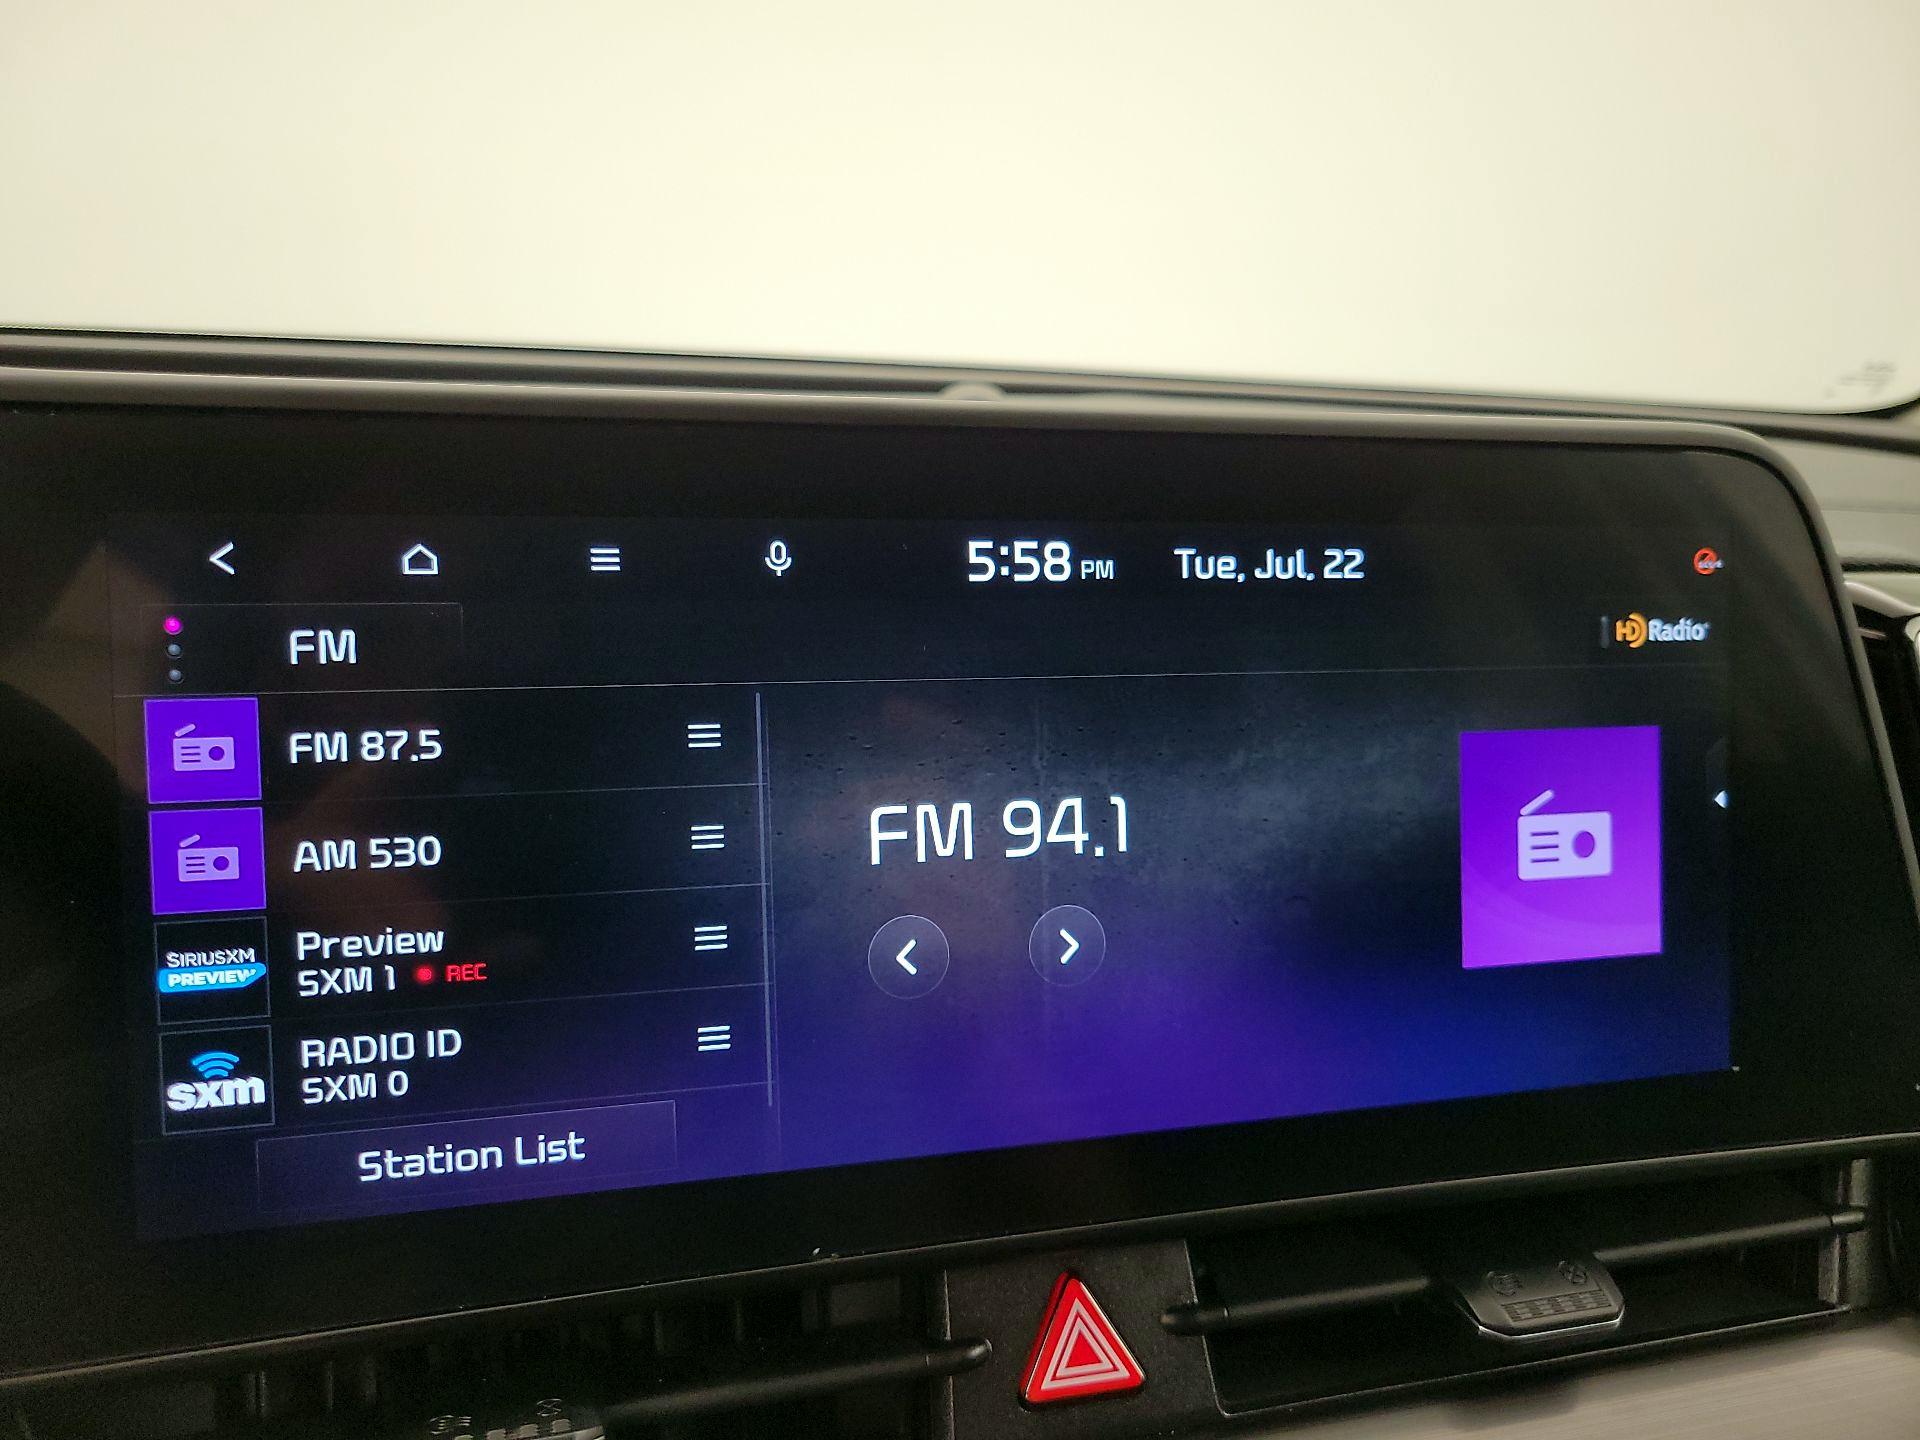 5:58 PM Tue, Jul. 22
FM
HD Radio
FM 87.5
AM 530
SIRIUSXM
PREVIEW
Preview
SXM 1 REC
sxm
RADIO ID
SXM 0
Station List
FM 94.1